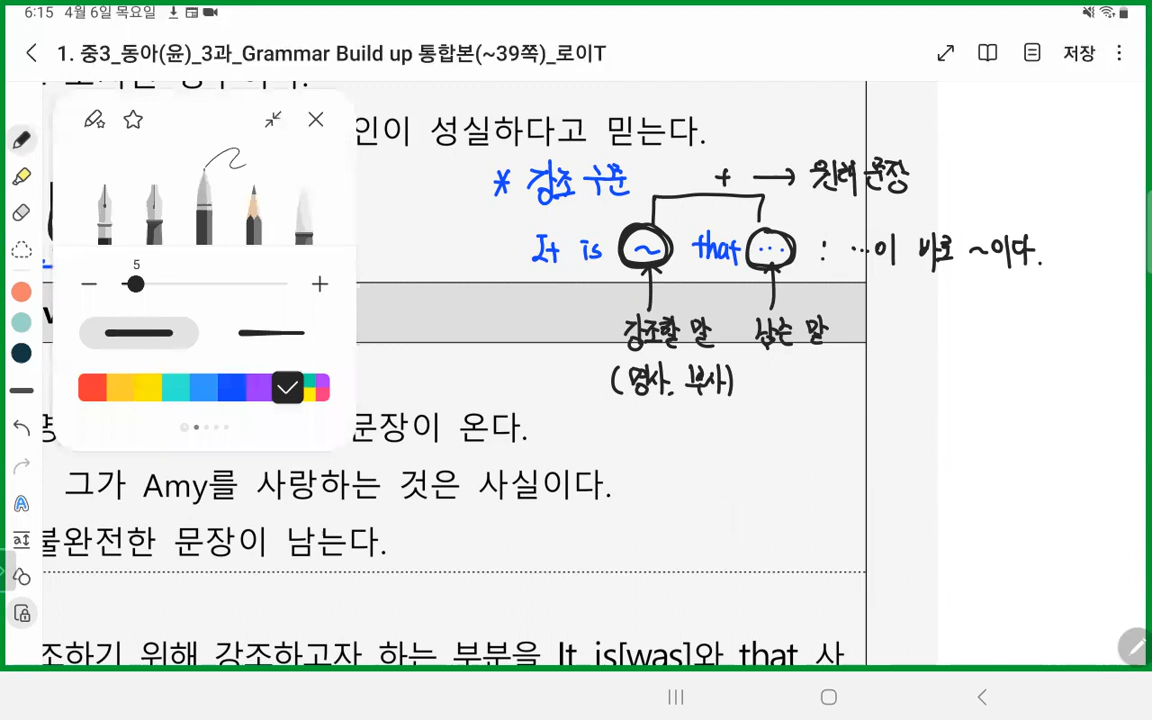 6:15 4월 6일 목요일
1. 중3_동아(윤)_3과_Grammar Build up 통합본(~39쪽)_로이T
저장
인이 성실하다고 믿는다.
* 강조 구문
+ → 원래 문장
It is ~ that ... : ...이 바로 ~이다.
5
강조할 말 남은 말
(명사, 부사)
문장이 온다.
그가 Amy를 사랑하는 것은 사실이다.
불완전한 문장이 남는다.
조하기 위해 강조하고자 하는 부분을 It is[was]와 that 사